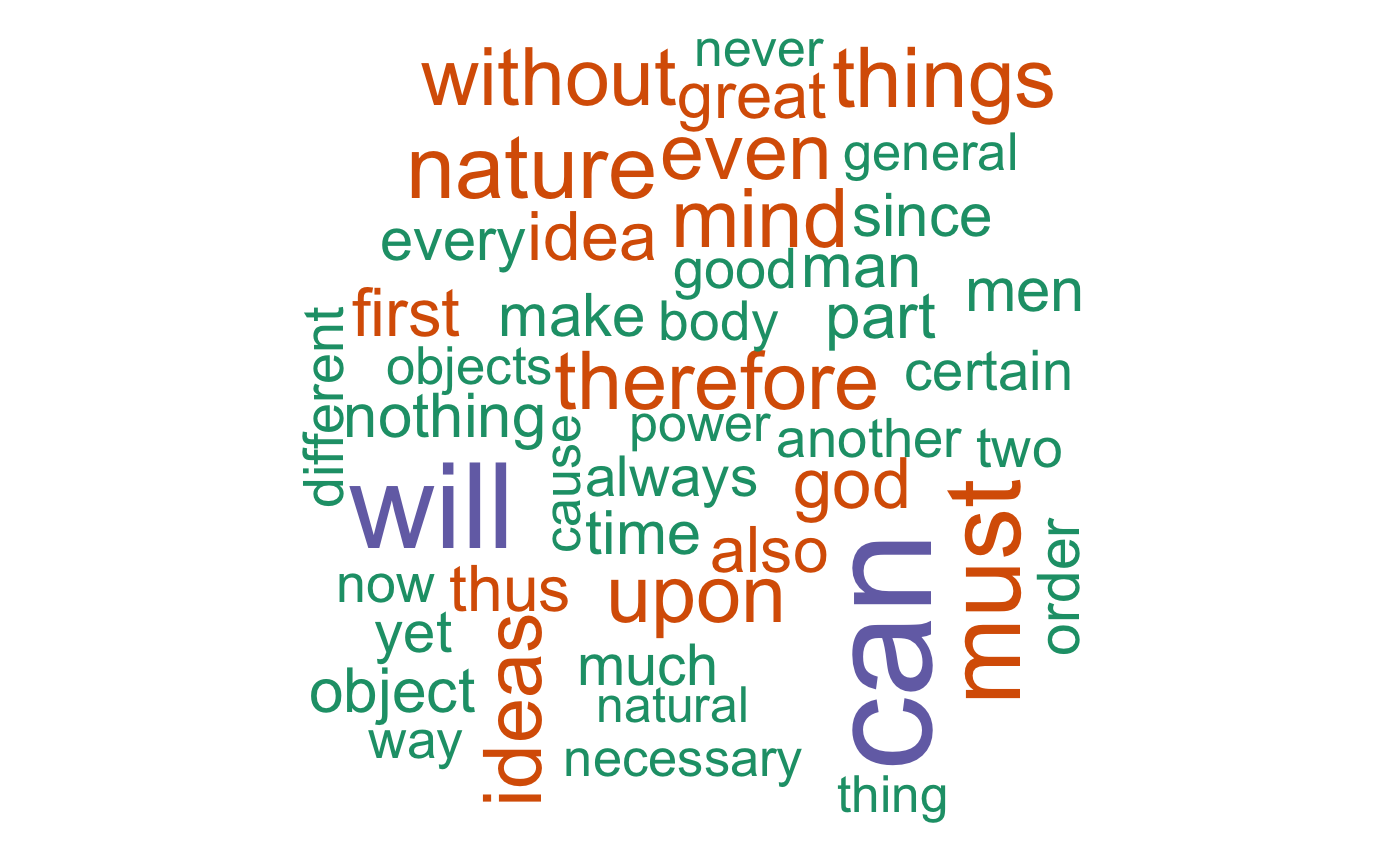 never
without great things
nature even general
every idea mind since
good man men
first make body part
different objects therefore certain
nothing power another two
will cause always god must
time also can order
now thus upon
yet ideas much
object natural
way necessary
thing